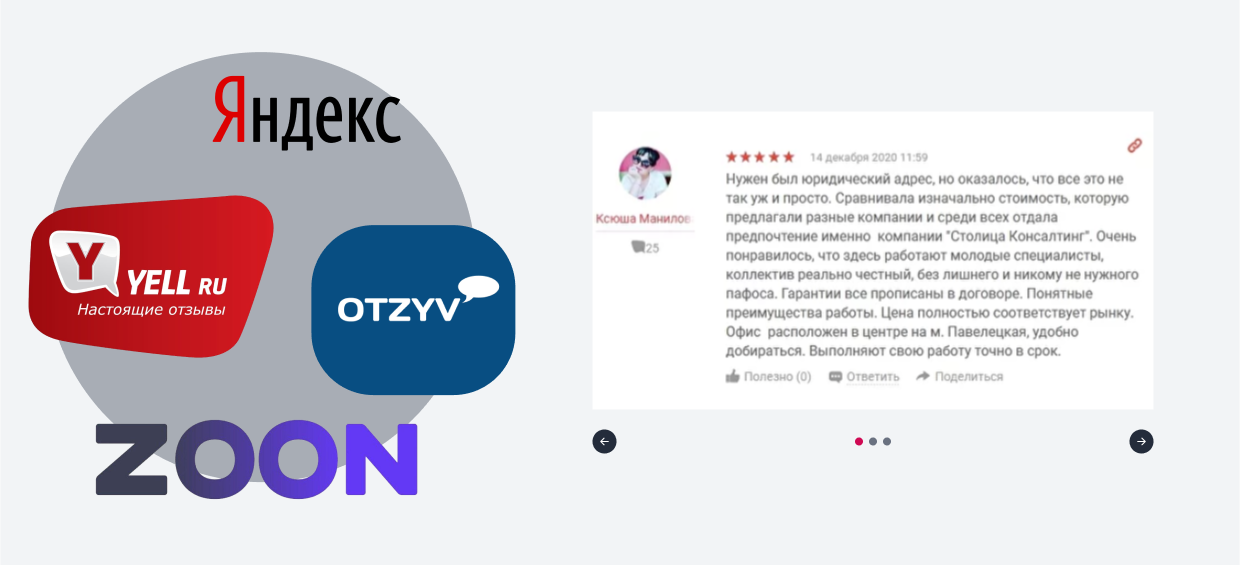 Яндекс
Y YELL RU
Настоящие отзывы
OTZYV
ZOON
14 декабря 2020 11:59
Ксюша Манилов
25
Нужен был юридический адрес, но оказалось, что все это не
так уж и просто. Сравнивала изначально стоимость, которую
предлагали разные компании и среди всех отдала
предпочтение именно  компании "Столица Консалтинг". Очень
понравилось, что здесь работают молодые специалисты,
коллектив реально честный, без лишнего и никому не нужного
пафоса. Гарантии все прописаны в договоре. Понятные
преимущества работы. Цена полностью соответствует рынку.
Офис  расположен в центре на м. Павелецкая, удобно
добираться. Выполняют свою работу точно в срок.
Полезно (0) Ответить Поделиться